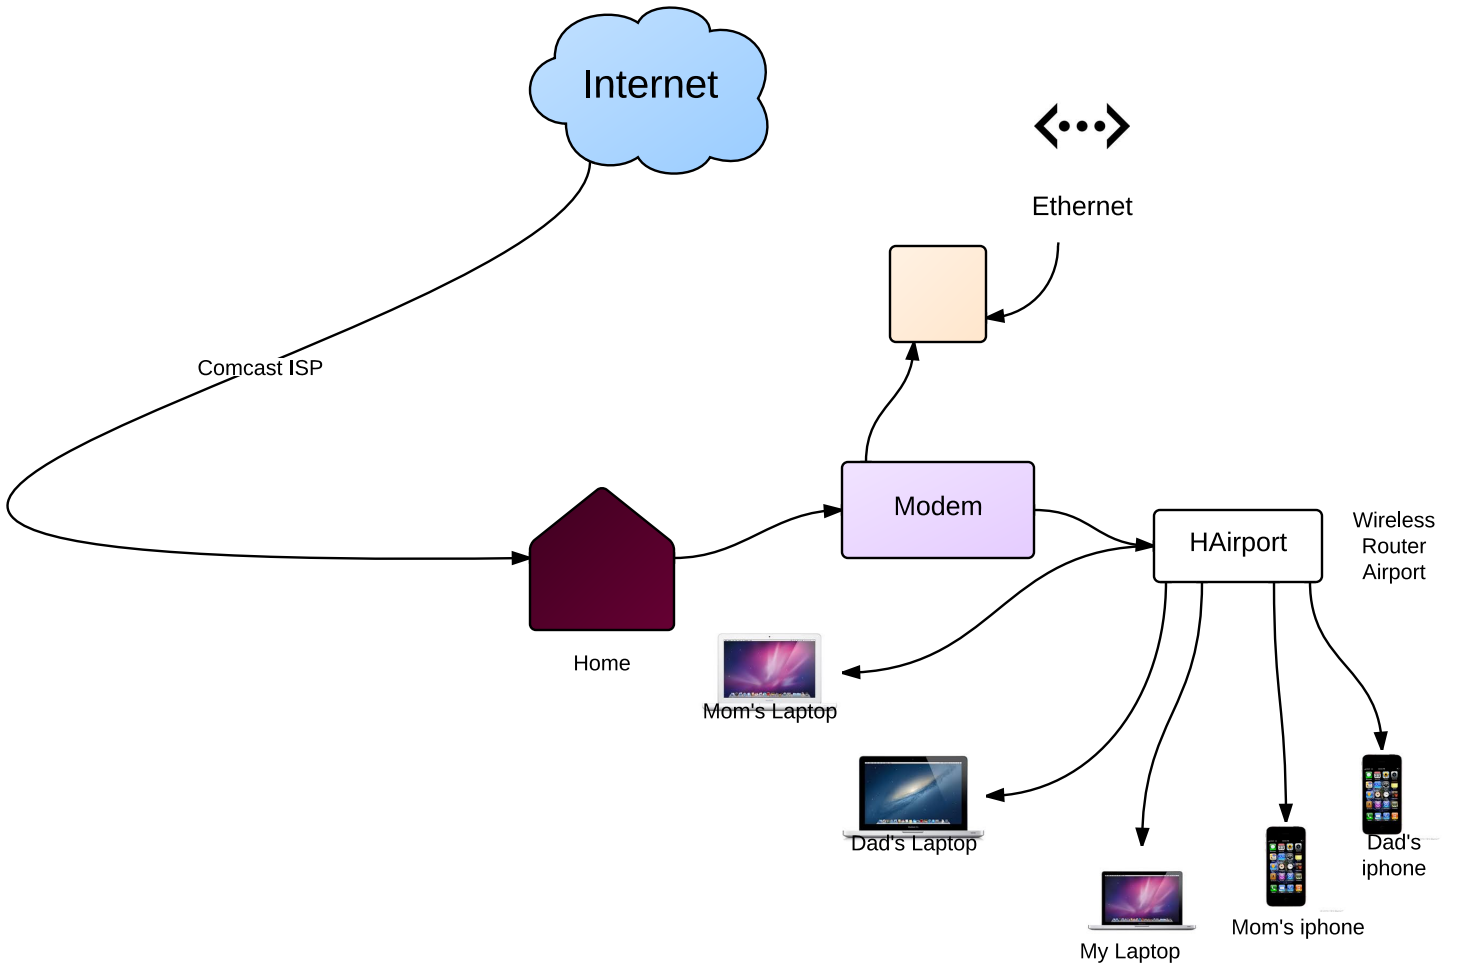 Internet
Ethernet
Comcast ISP
Modem
HAirport
Wireless
Router
Airport
Home
Mom's Laptop
Dad's Laptop
Dad's
iphone
Mom's iphone
My Laptop